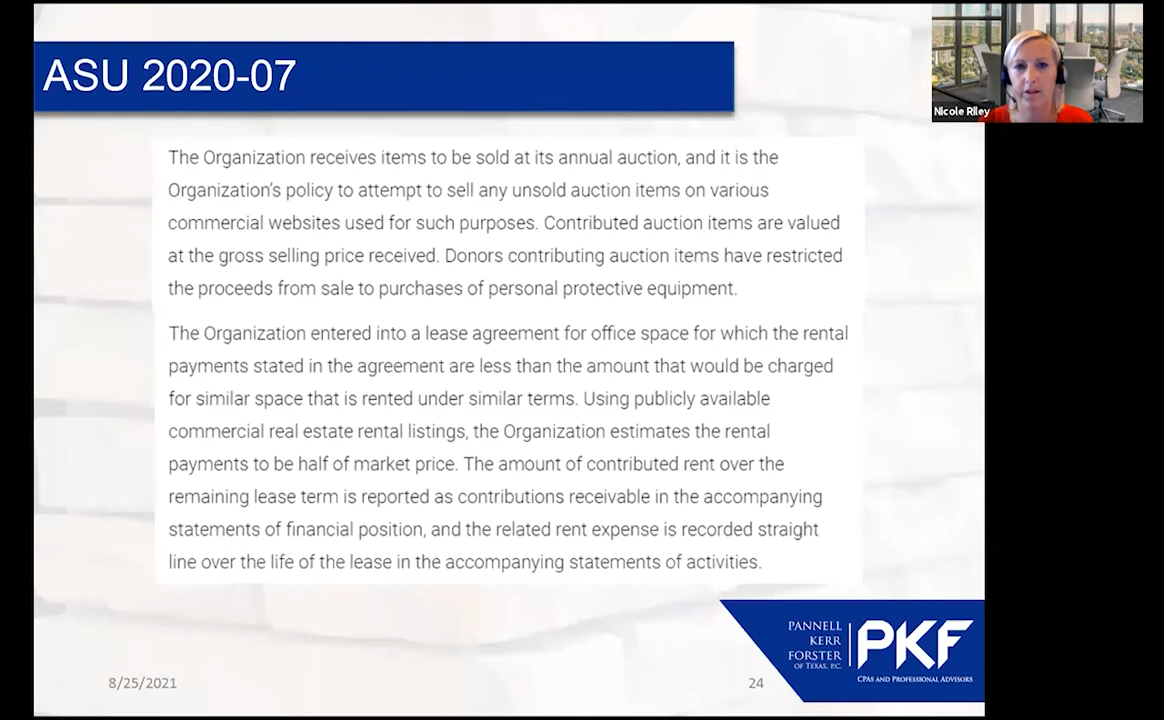 ASU 2020-07
Nicole Riley
The Organization receives items to be sold at its annual auction, and it is the
Organization's policy to attempt to sell any unsold auction items on various
commercial websites used for such purposes. Contributed auction items are valued
at the gross selling price received. Donors contributing auction items have restricted
the proceeds from sale to purchases of personal protective equipment.
The Organization entered into a lease agreement for office space for which the rental
payments stated in the agreement are less than the amount that would be charged
for similar space that is rented under similar terms. Using publicly available
commercial real estate rental listings, the Organization estimates the rental
payments to be half of market price. The amount of contributed rent over the
remaining lease term is reported as contributions receivable in the accompanying
statements of financial position, and the related rent expense is recorded straight
line over the life of the lease in the accompanying statements of activities.
PANNELL
KERR
FORSTER
OF TEXAS, P.C.
PKF
CPAS AND PROFESSIONAL ADVISORS
8/25/2021
24